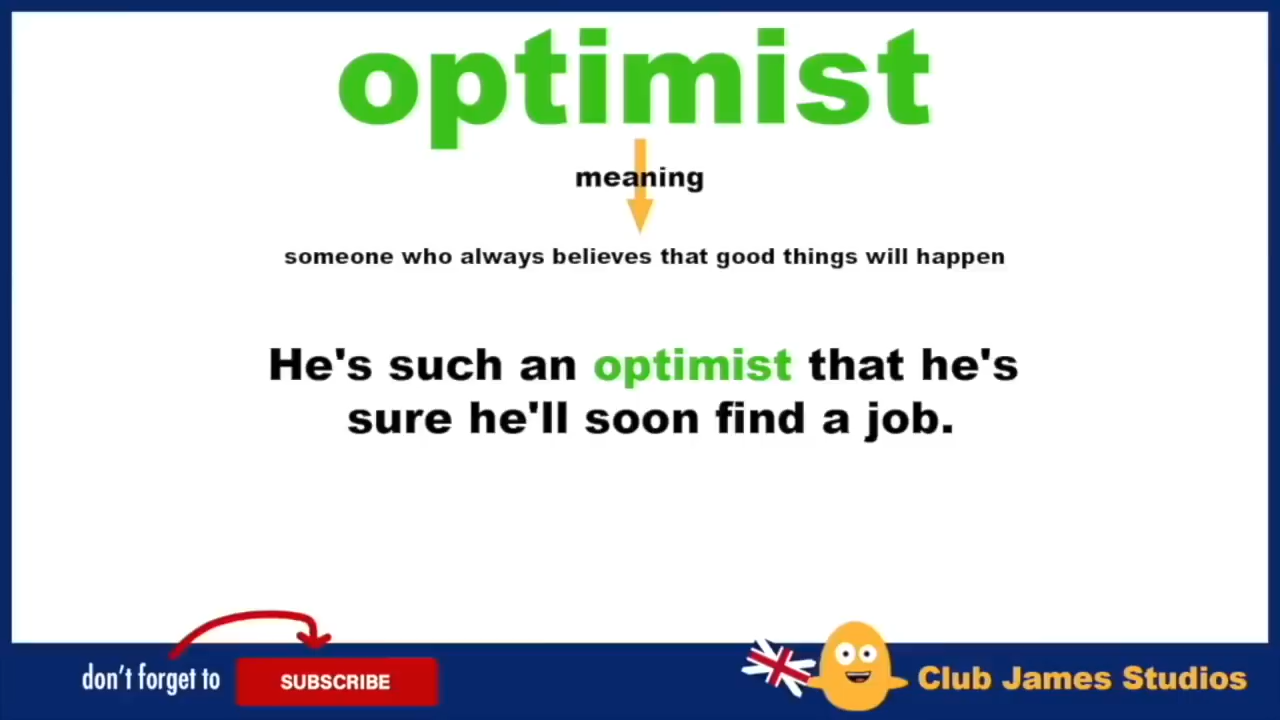 optimist
meaning
someone who always believes that good things will happen
He's such an optimist that he's
sure he'll soon find a job.
don't forget to SUBSCRIBE
Club James Studios